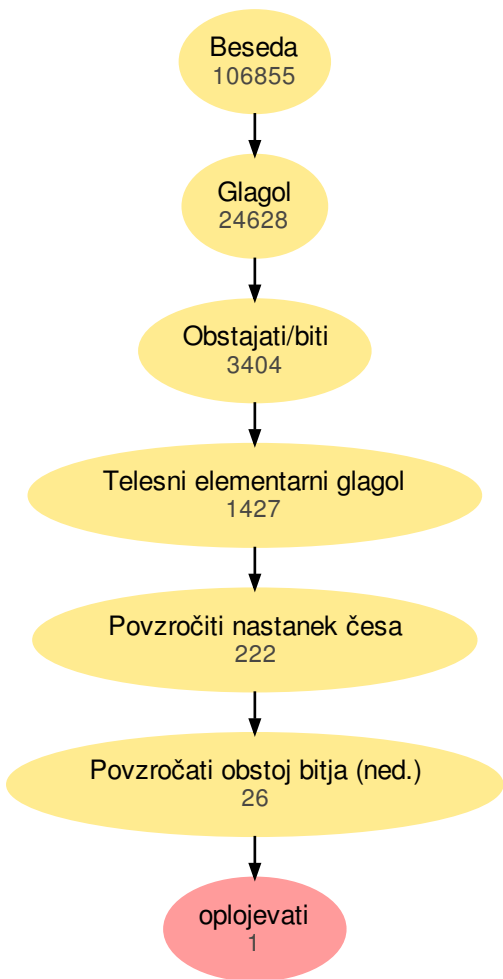 Beseda
106855
Glagol
24628
Obstajati/biti
3404
Telesni elementarni glagol
1427
Povzročiti nastanek česa
222
Povzročati obstoj bitja (ned.)
26
oplojevati
1